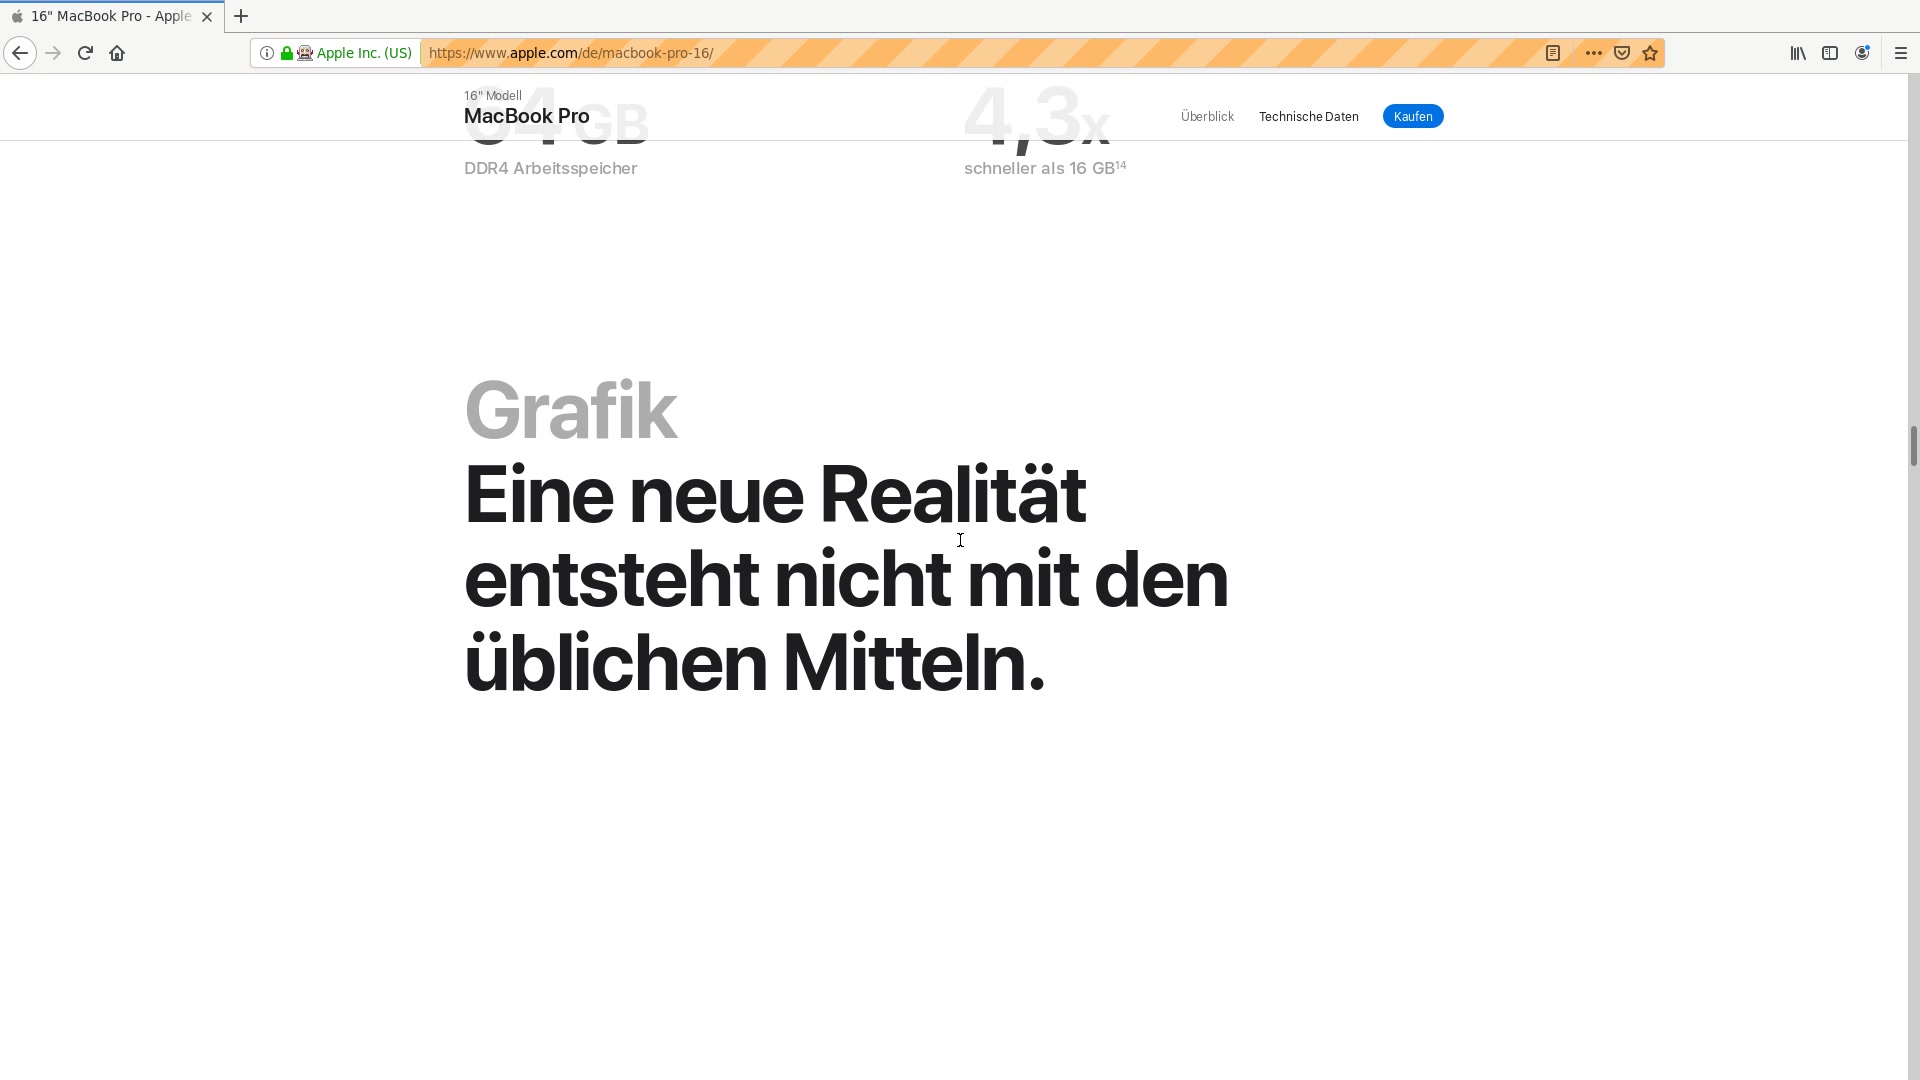 16" MacBook Pro - Apple
Apple Inc. (US)
https://www.apple.com/de/macbook-pro-16/
16" Modell
MacBook Pro
Überblick
Technische Daten
Kaufen
64 GB
DDR4 Arbeitsspeicher
4,3x
schneller als 16 GB14
Grafik
Eine neue Realität
entsteht nicht mit den
üblichen Mitteln.